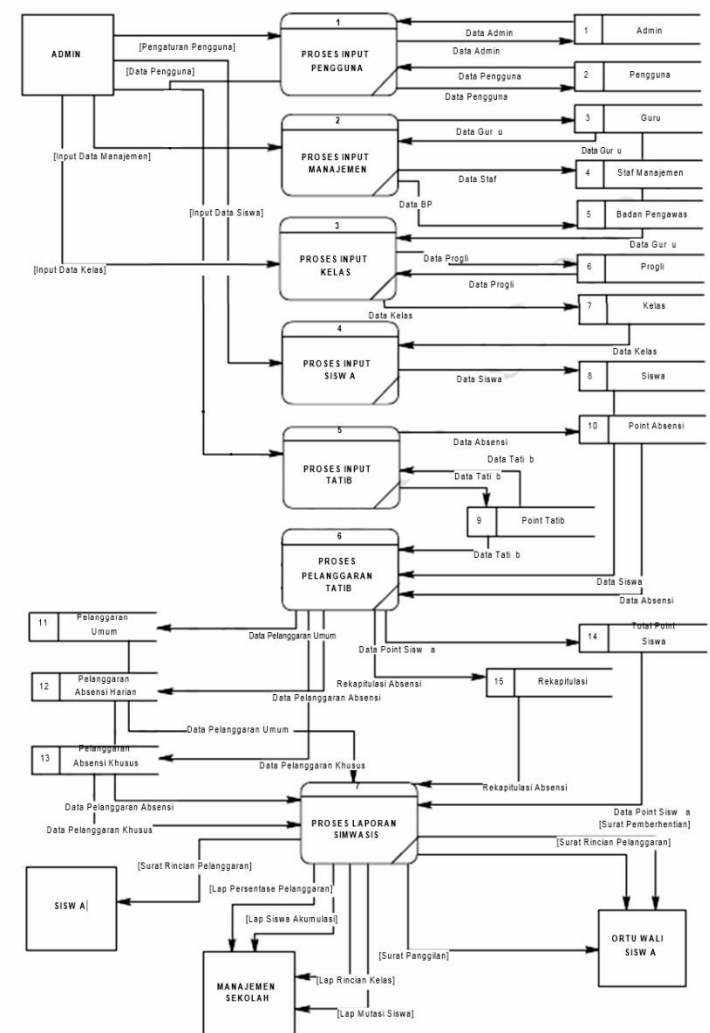 1
ADMIN
[Pengaturan Pengguna]
PROSES INPUT
PENGGUNA
Data Admin
Data Admin
1 Admin
[Data Pengguna]
Data Pengguna
Data Pengguna
2 Pengguna
2
PROSES INPUT
MANAJEMEN
Data Gur u
3 Guru
Data Gur u
[Input Data Manajemen]
Data Staf
4 Staf Manajemen
Data BP
5 Badan Pengawas
[Input Data Siswa]
3
PROSES INPUT
KELAS
Data Gur u
Data Progli
6 Progli
[Input Data Kelas]
Data Progli
7 Kelas
Data Kelas
4
PROSES INPUT
SISW A
Data Kelas
Data Siswa
8 Siswa
5
PROSES INPUT
TATIB
Data Absensi
10 Point Absensi
Data Tati b
Data Tati b
9 Point Tatib
6
PROSES
PELANGGARAN
TATIB
Data Tati b
Data Siswa
Data Absensi
11 Pelanggaran
Umum
Data Pelanggaran Umum
Data Point Sisw a
14 Total Point
Siswa
12 Pelanggaran
Absensi Harian
Data Pelanggaran Absensi
Rekapitulasi Absensi
15 Rekapitulasi
Data Pelanggaran Umum
13 Pelanggaran
Absensi Khusus
Data Pelanggaran Khusus
7
PROSES LAPORAN
SIMWASIS
Rekapitulasi Absensi
Data Pelanggaran Absensi
Data Pelanggaran Khusus
Data Point Sisw a
[Surat Pemberhentian]
[Surat Rincian Pelanggaran]
[Surat Rincian Pelanggaran]
SISW A
[Lap Persentase Pelanggaran]
[Lap Siswa Akumulasi]
ORTU WALI
SISW A
[Surat Panggilan]
MANAJEMEN
SEKOLAH
[Lap Rincian Kelas]
[Lap Mutasi Siswa]